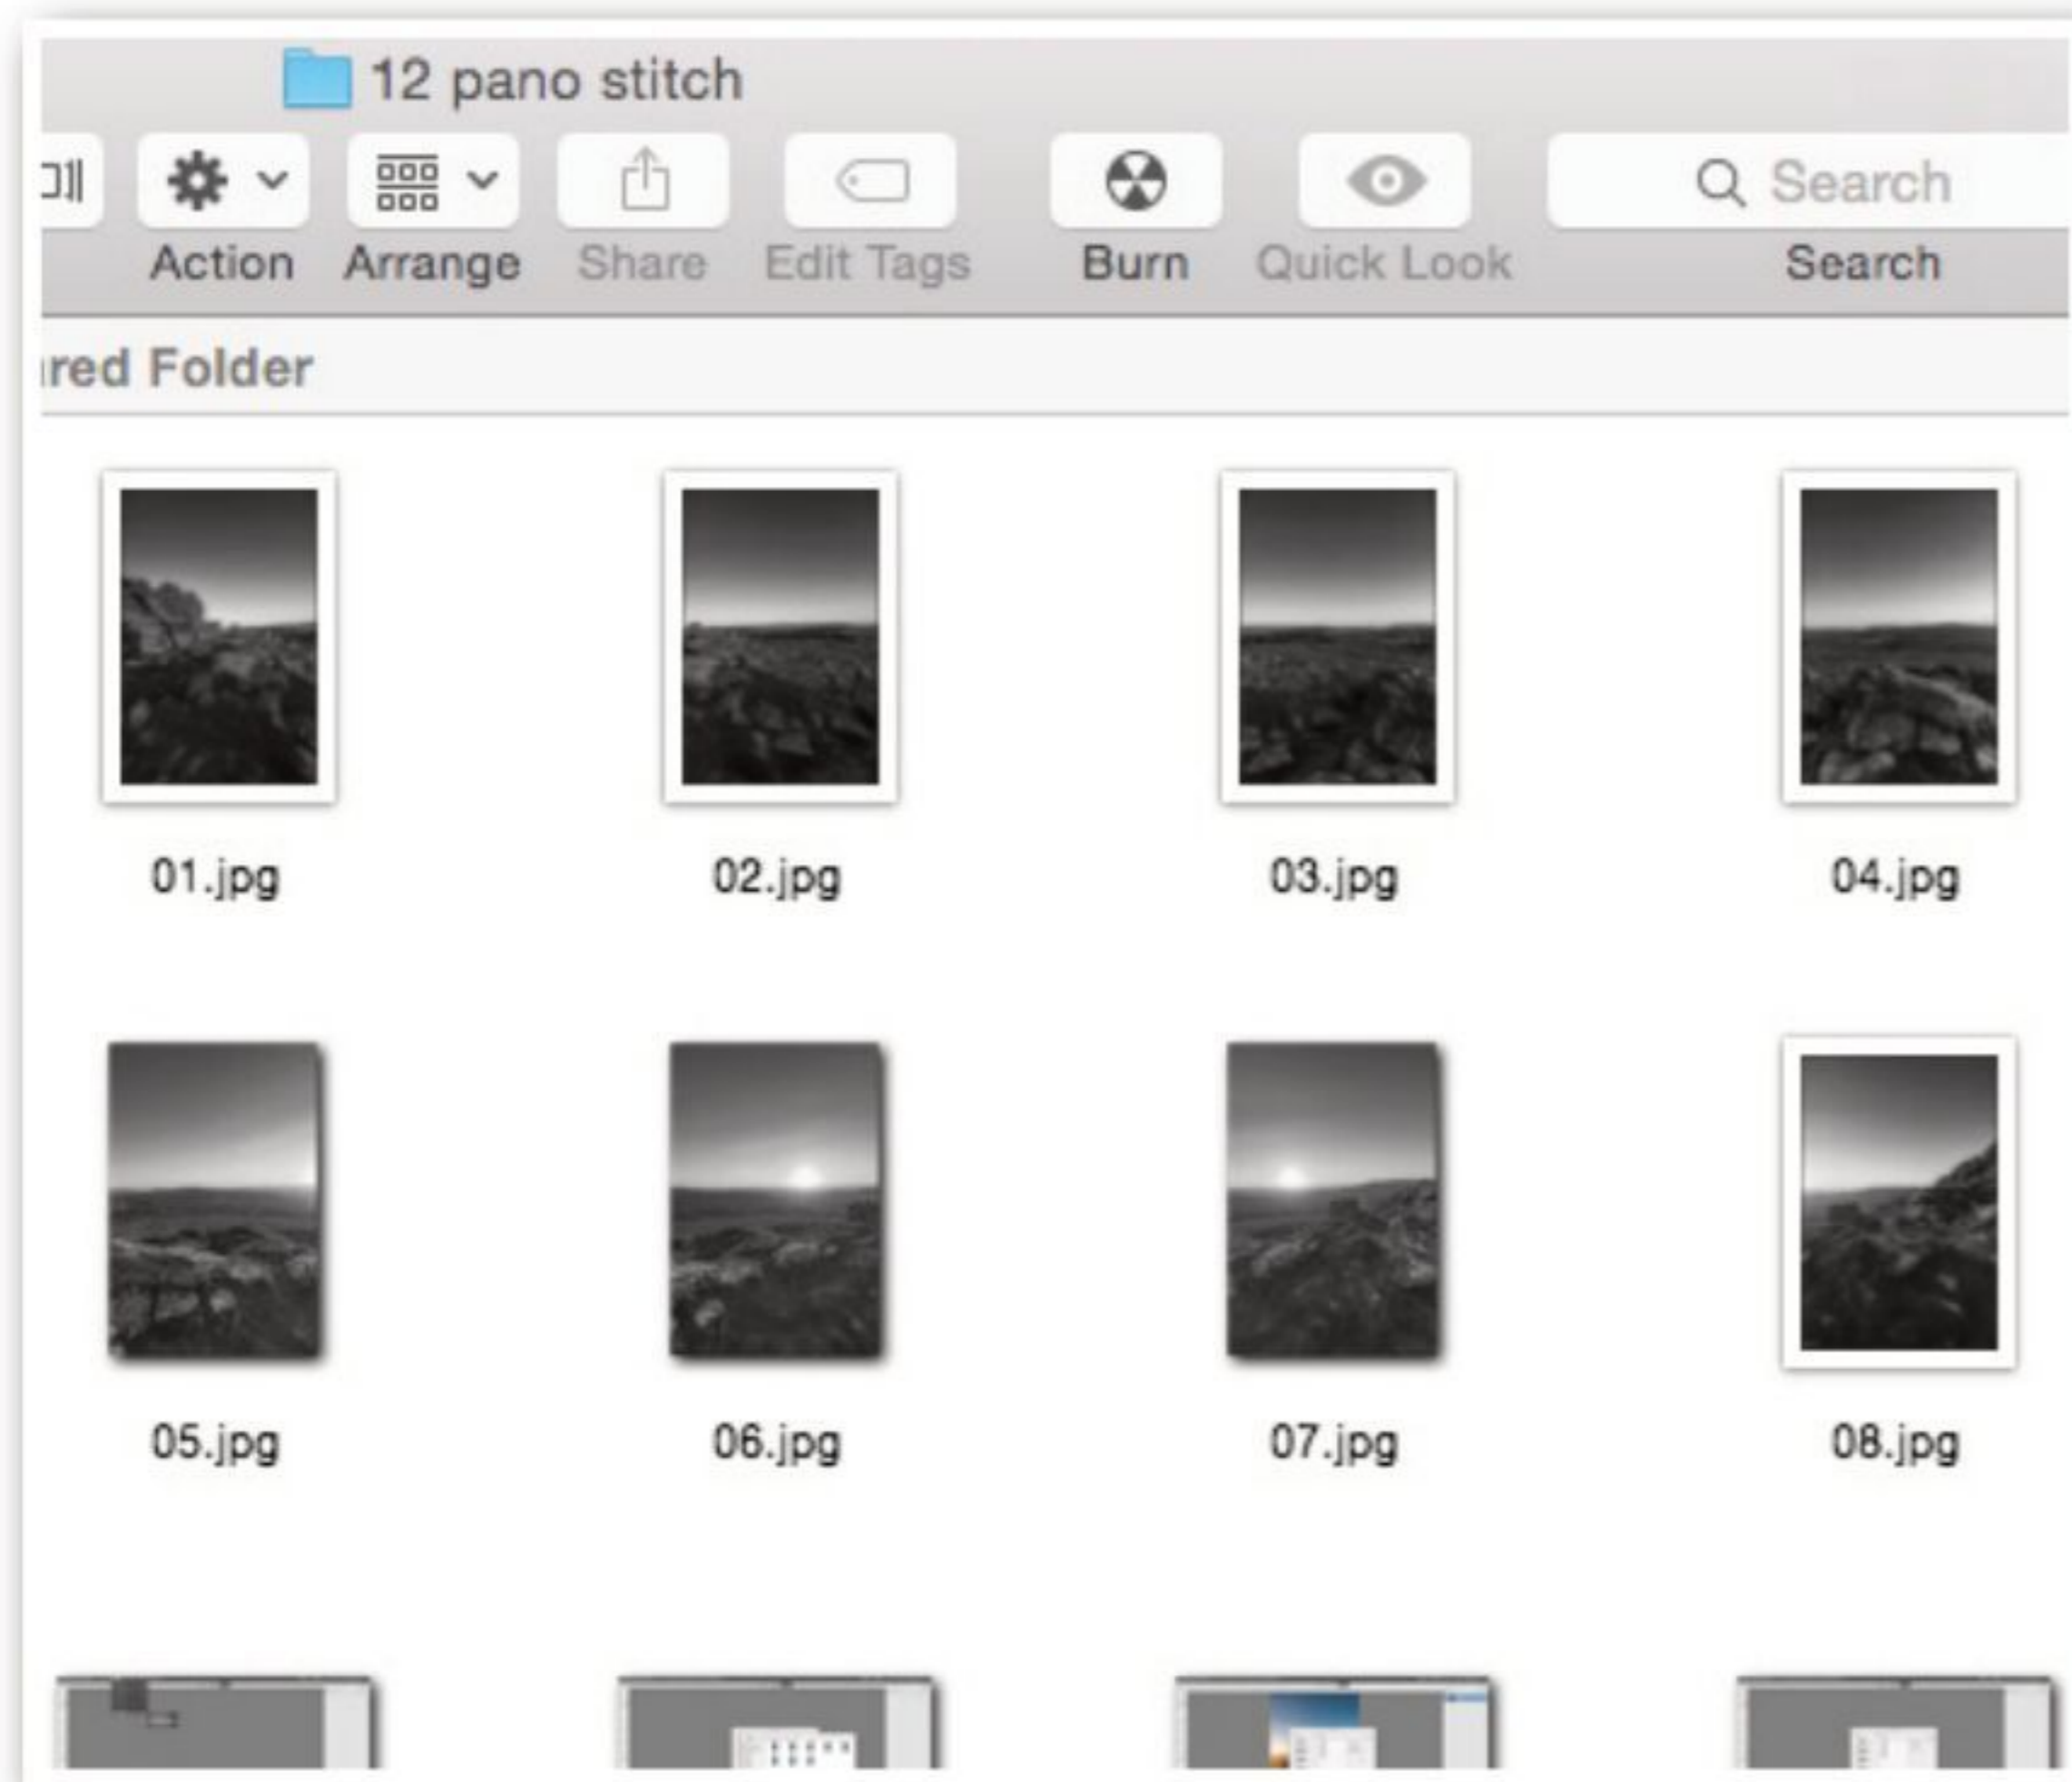 12 pano stitch
Search
Action Arrange Share Edit Tags Burn Quick Look Search
red Folder
01.jpg 02.jpg 03.jpg 04.jpg
05.jpg 06.jpg 07.jpg 08.jpg